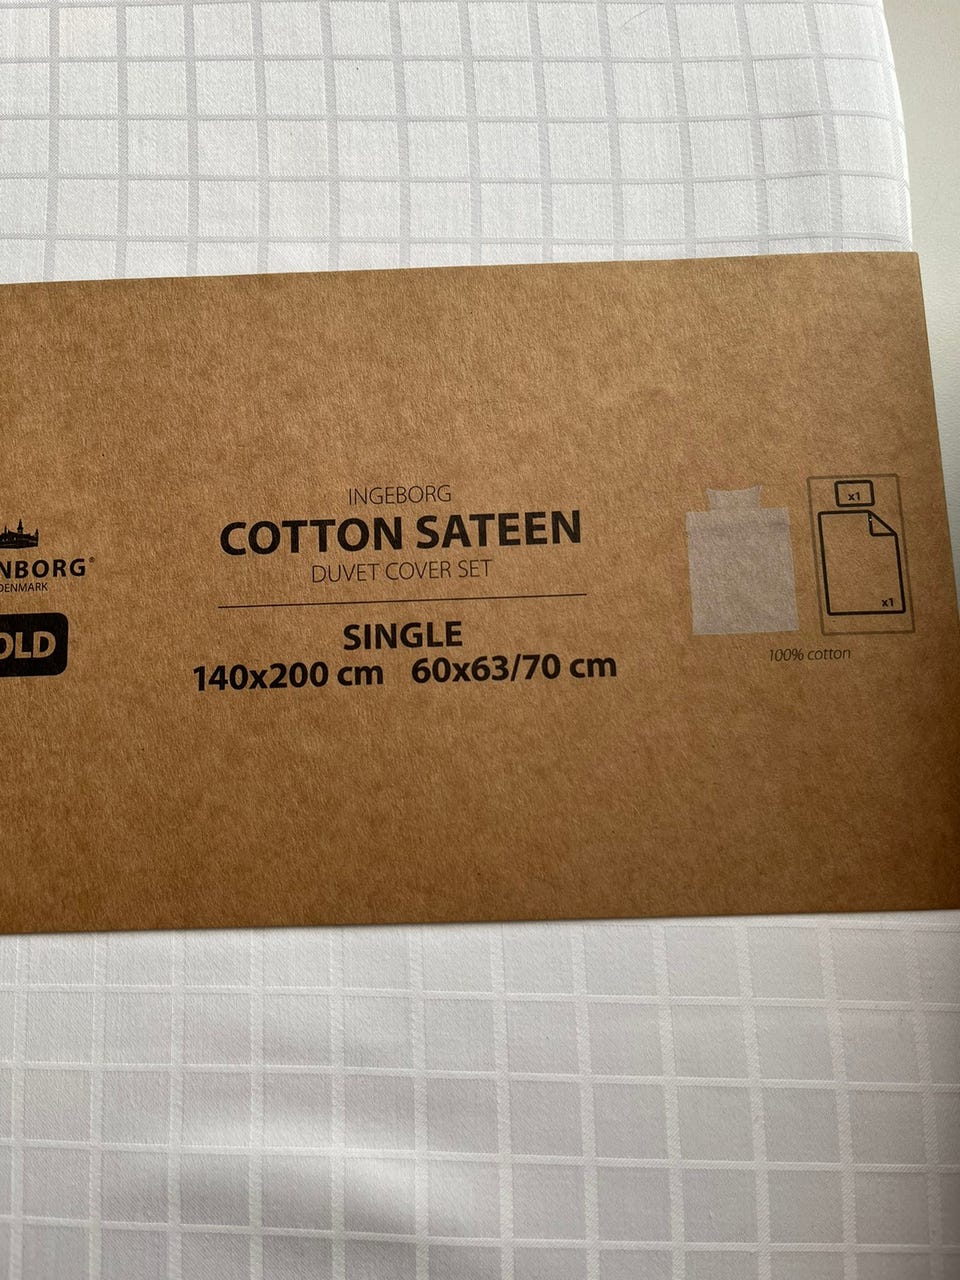 INGEBORG
COTTON SATEEN
DUVET COVER SET
SINGLE
140x200 cm 60x63/70 cm
NBORG®
DENMARK
OLD
x1
x1
100% cotton